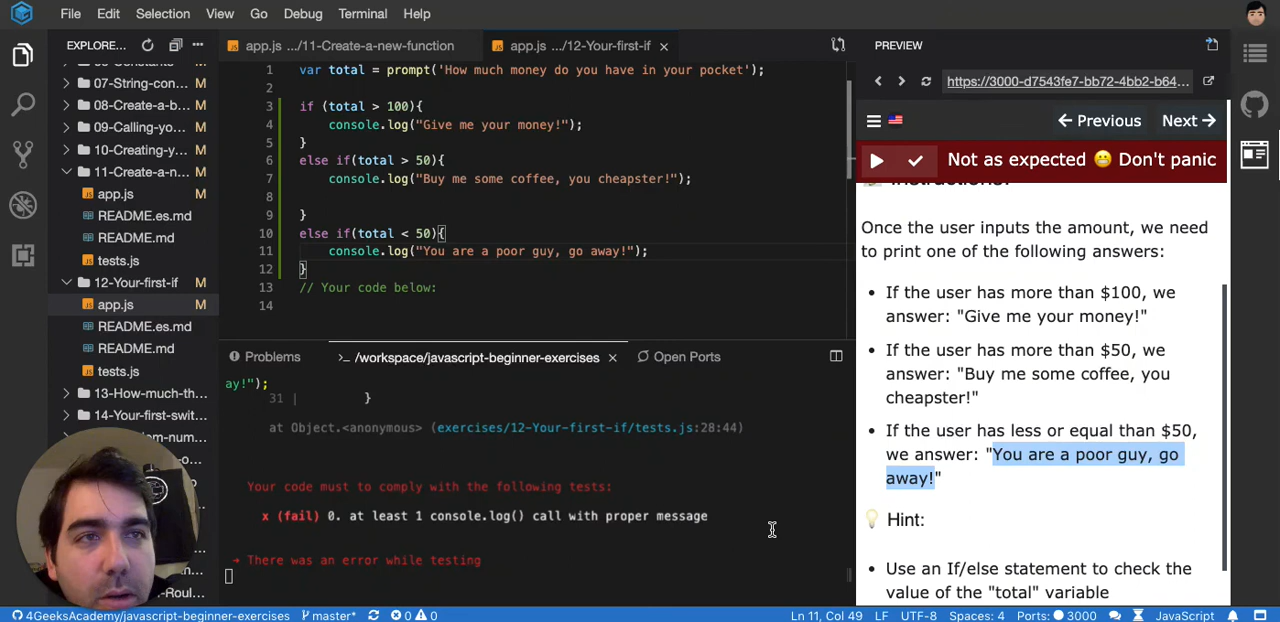 File Edit Selection View Go Debug Terminal Help
EXPLORE...
07-String-con... M
08-Create-a-b... M
09-Calling-yo... M
10-Creating-y... M
11-Create-a-n... M
app.js M
README.es.md
README.md
tests.js
12-Your-first-if M
app.js M
README.es.md
README.md
tests.js
13-How-much-th...
14-Your-first-swit...
app.js .../11-Create-a-new-function
app.js .../12-Your-first-if
1 var total = prompt('How much money do you have in your pocket');
2
3 if (total > 100){
4 console.log("Give me your money!");
5 }
6 else if(total > 50){
7 console.log("Buy me some coffee, you cheapster!");
8
9 }
10 else if(total < 50){
11 console.log("You are a poor guy, go away!");
12 }
13 // Your code below:
14
Problems
>_ /workspace/javascript-beginner-exercises
Open Ports
ay!");
31 | }
at Object.<anonymous> (exercises/12-Your-first-if/tests.js:28:44)
Your code must to comply with the following tests:
x (fail) 0. at least 1 console.log() call with proper message
→ There was an error while testing
PREVIEW
https://3000-d7543fe7-bb72-4bb2-b64...
← Previous Next →
Not as expected 😬 Don't panic
Instructions:
Once the user inputs the amount, we need
to print one of the following answers:
• If the user has more than $100, we
answer: "Give me your money!"
• If the user has more than $50, we
answer: "Buy me some coffee, you
cheapster!"
• If the user has less or equal than $50,
we answer: "You are a poor guy, go
away!"
💡 Hint:
• Use an If/else statement to check the
value of the "total" variable
4GeeksAcademy/javascript-beginner-exercises master* 0 0 Ln 11, Col 49 LF UTF-8 Spaces: 4 Ports: 3000 JavaScript